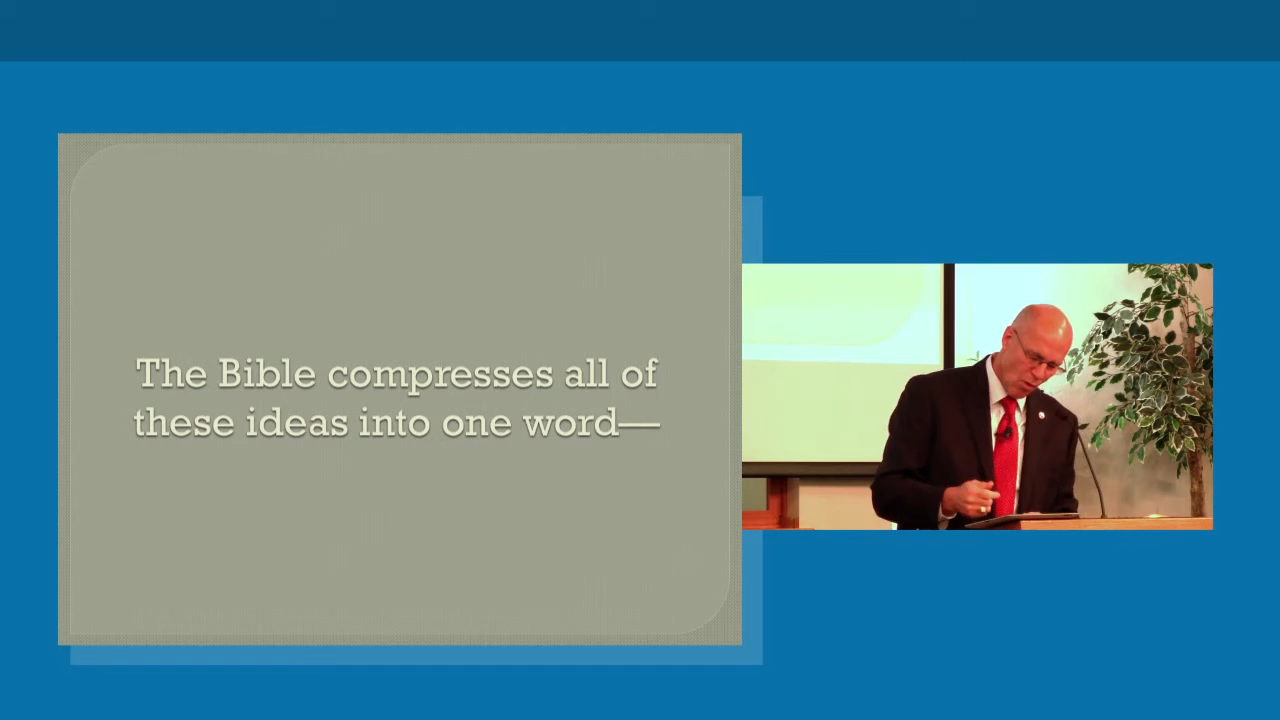 The Bible compresses all of
these ideas into one word—